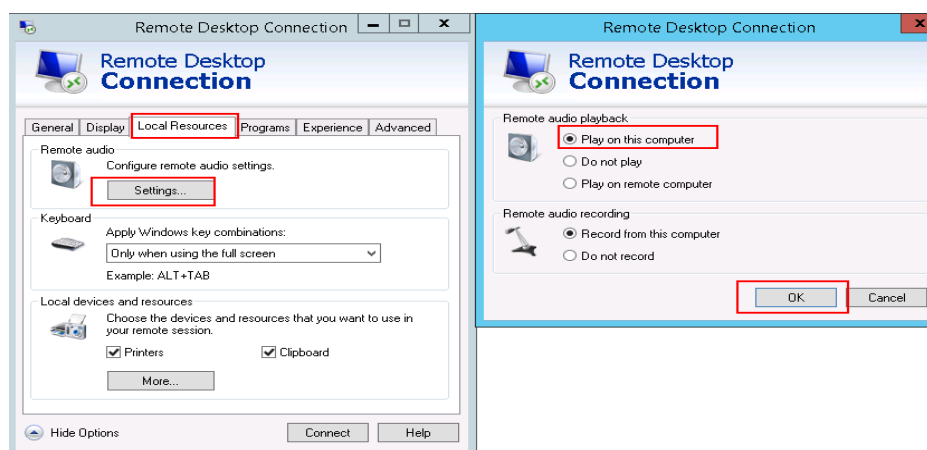 Remote Desktop Connection
Remote Desktop
Connection
General Display Local Resources Programs Experience Advanced
Remote audio
Configure remote audio settings.
Settings...
Keyboard
Apply Windows key combinations:
Only when using the full screen
Example: ALT+TAB
Local devices and resources
Choose the devices and resources that you want to use in
your remote session.
Printers Clipboard
More...
Hide Options Connect Help
Remote Desktop Connection
Remote Desktop
Connection
Remote audio playback
Play on this computer
Do not play
Play on remote computer
Remote audio recording
Record from this computer
Do not record
OK Cancel